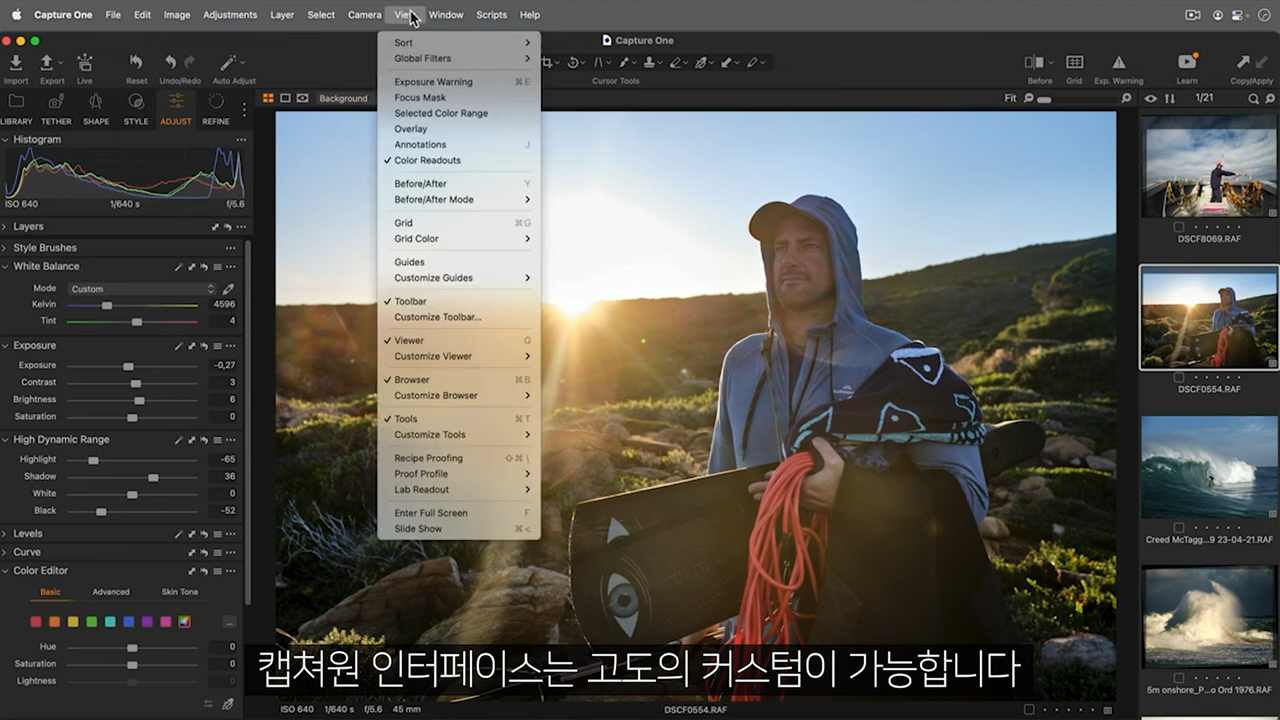 Capture One File Edit Image Adjustments Layer Select Select Camera View Window Scripts Help
Capture One
Import Export Live Reset Undo/Redo Auto Adjust Cursor Tools Before Grid Exp. Warning Learn Copy/Apply
LIBRARY TETHER SHAPE STYLE ADJUST REFINE
Background
Fit
1/21
Histogram
ISO 640 1/640 s f/5.6
Layers
Style Brushes
White Balance
Mode Custom
Kelvin 4596
Tint 4
Exposure
Exposure -0,27
Contrast 3
Brightness 6
Saturation 0
High Dynamic Range
Highlight -65
Shadow 36
White 0
Black -52
Levels
Curve
Color Editor
Basic Advanced Skin Tone
Hue 0
Saturation 0
Lightness 0
Sort
Global Filters
Exposure Warning ⌘E
Focus Mask
Selected Color Range
Overlay
Annotations J
✓ Color Readouts
Before/After Y
Before/After Mode
Grid ⌘G
Grid Color
Guides
Customize Guides
✓ Toolbar
Customize Toolbar...
✓ Viewer G
Customize Viewer
✓ Browser ⌘B
Customize Browser
✓ Tools ⌘T
Customize Tools
Recipe Proofing ⇧⌘\
Proof Profile
Lab Readout
Enter Full Screen F
Slide Show ⌘<
DSCF8069.RAF
DSCF0554.RAF
Creed McTagg...9 23-04-21.RAF
5m onshore_P...o Ord 1976.RAF
캡쳐원 인터페이스는 고도의 커스텀이 가능합니다
ISO 640 1/640 s f/5.6 45 mm
DSCF0554.RAF